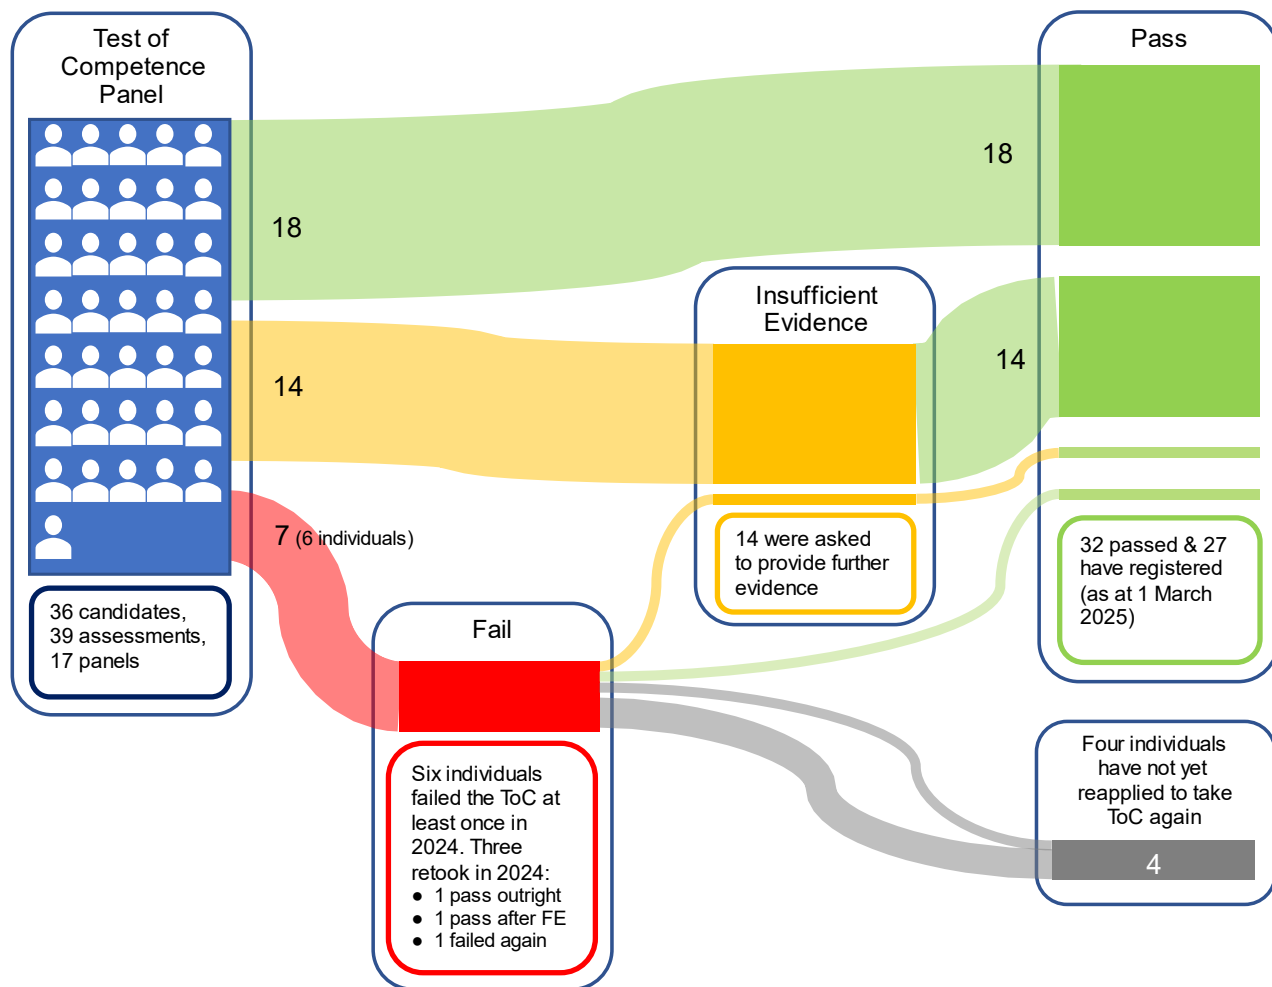 Test of
Competence
Panel
18
14
7 (6 individuals)
36 candidates,
39 assessments,
17 panels
Fail
Six individuals
failed the ToC at
least once in
2024. Three
retook in 2024:
● 1 pass outright
● 1 pass after FE
● 1 failed again
Insufficient
Evidence
14 were asked
to provide further
evidence
Pass
18
14
32 passed & 27
have registered
(as at 1 March
2025)
Four individuals
have not yet
reapplied to take
ToC again
4